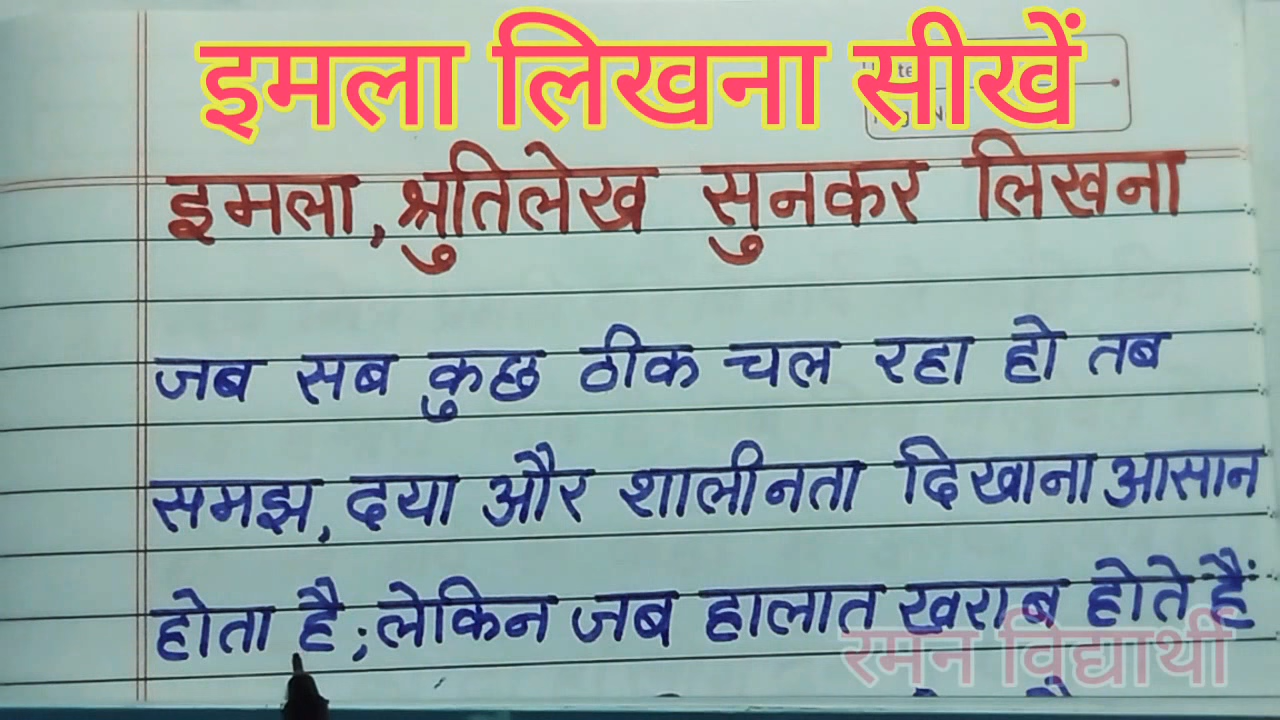 इमला लिखना सीखें
इमला, श्रुतिलेख सुनकर लिखना
जब सब कुछ ठीक चल रहा हो तब
समझ, दया और शालीनता दिखाना आसान
होता है; लेकिन जब हालात खराब होते हैं
रमन विद्यार्थी